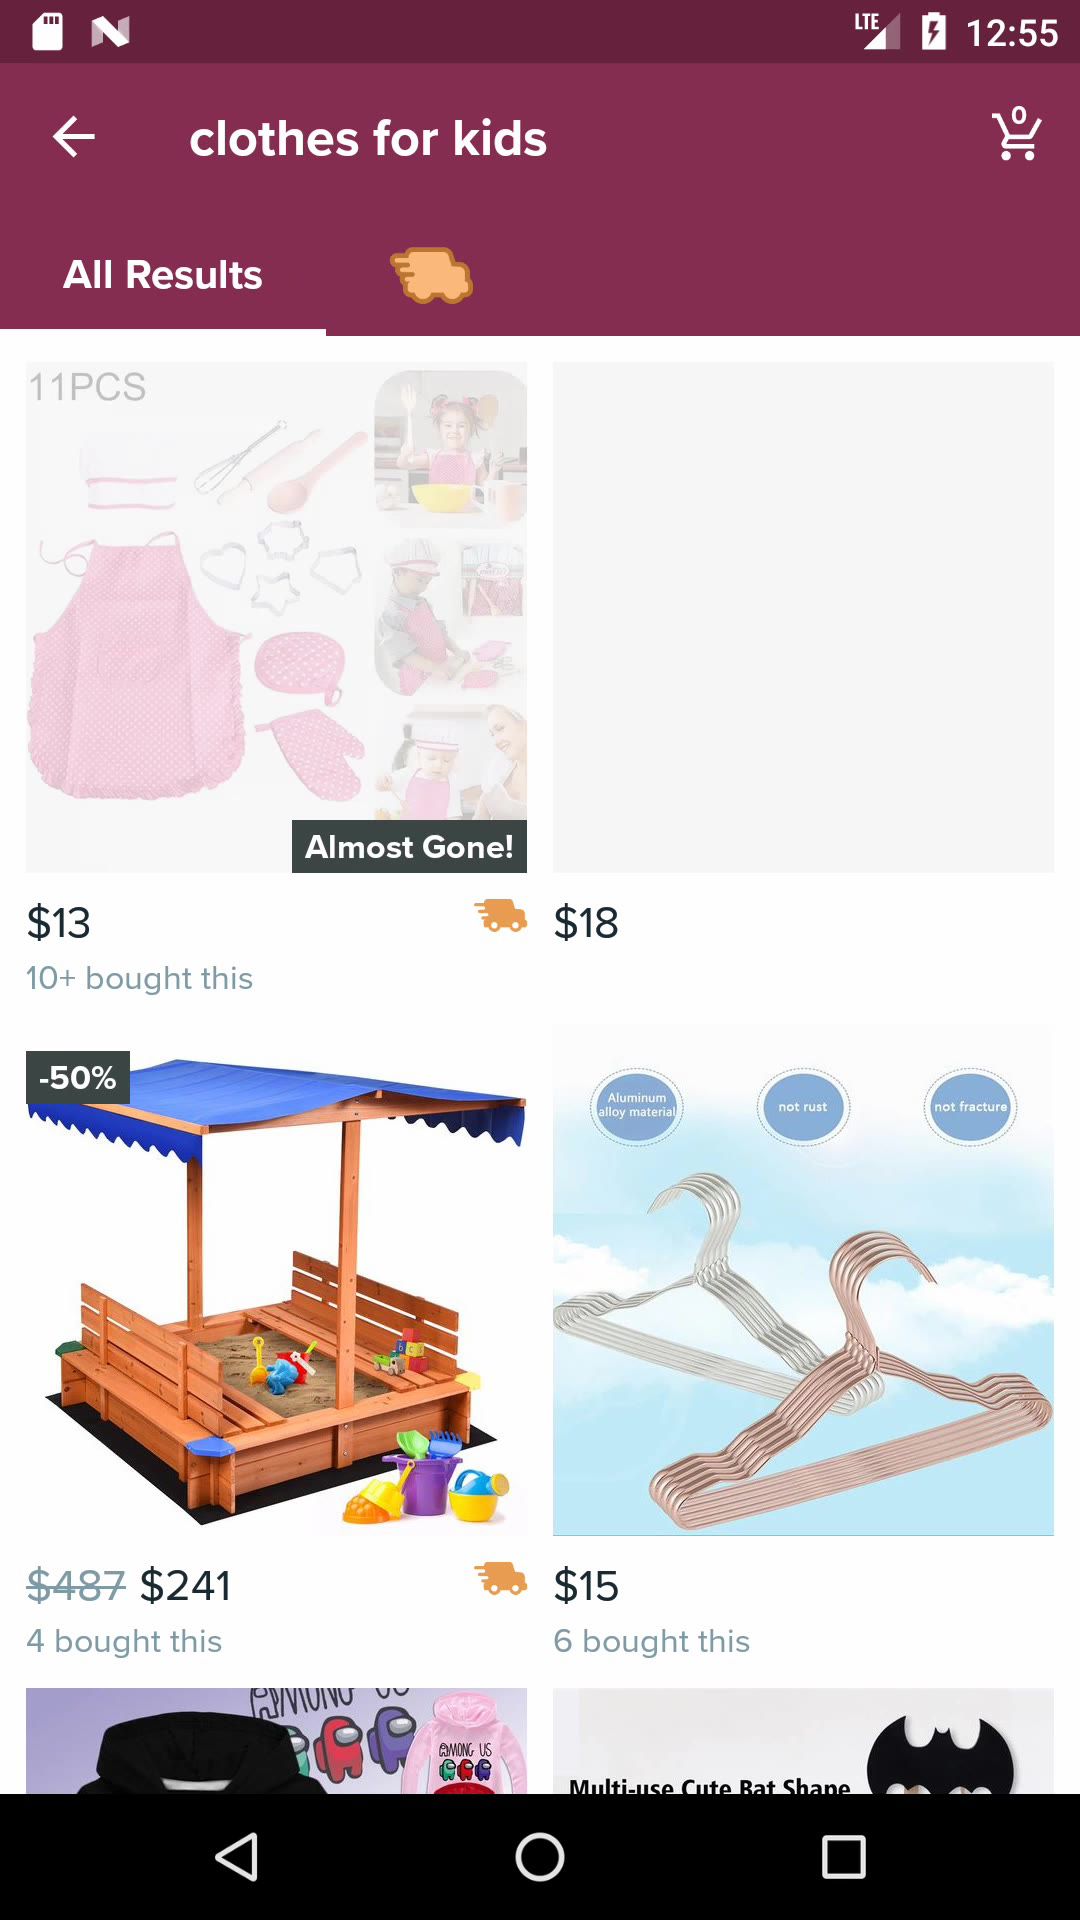 LTE
12:55
clothes for kids
0
All Results
11PCS
Almost Gone!
$13
$18
10+ bought this
-50%
Aluminum
alloy material
not rust
not fracture
$487 $241
$15
4 bought this
6 bought this
AMONG US
AMONG US
Multi-use Cute Bat Shape